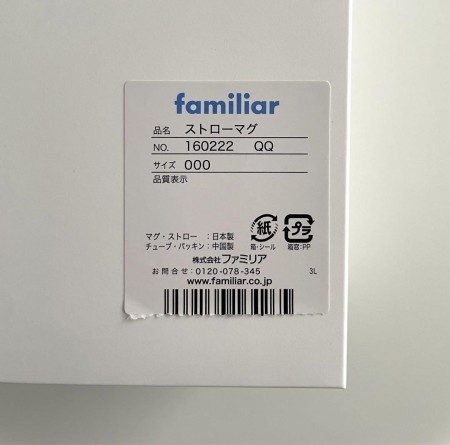 familiar
品名 ストローマグ
NO. 160222 QQ
サイズ 000
品質表示
紙 プラ
箱・シール 箱窓:PP
マグ・ストロー :日本製
チューブ・パッキン:中国製
株式会社ファミリア
お問合せ:0120-078-345 3L
www.familiar.co.jp